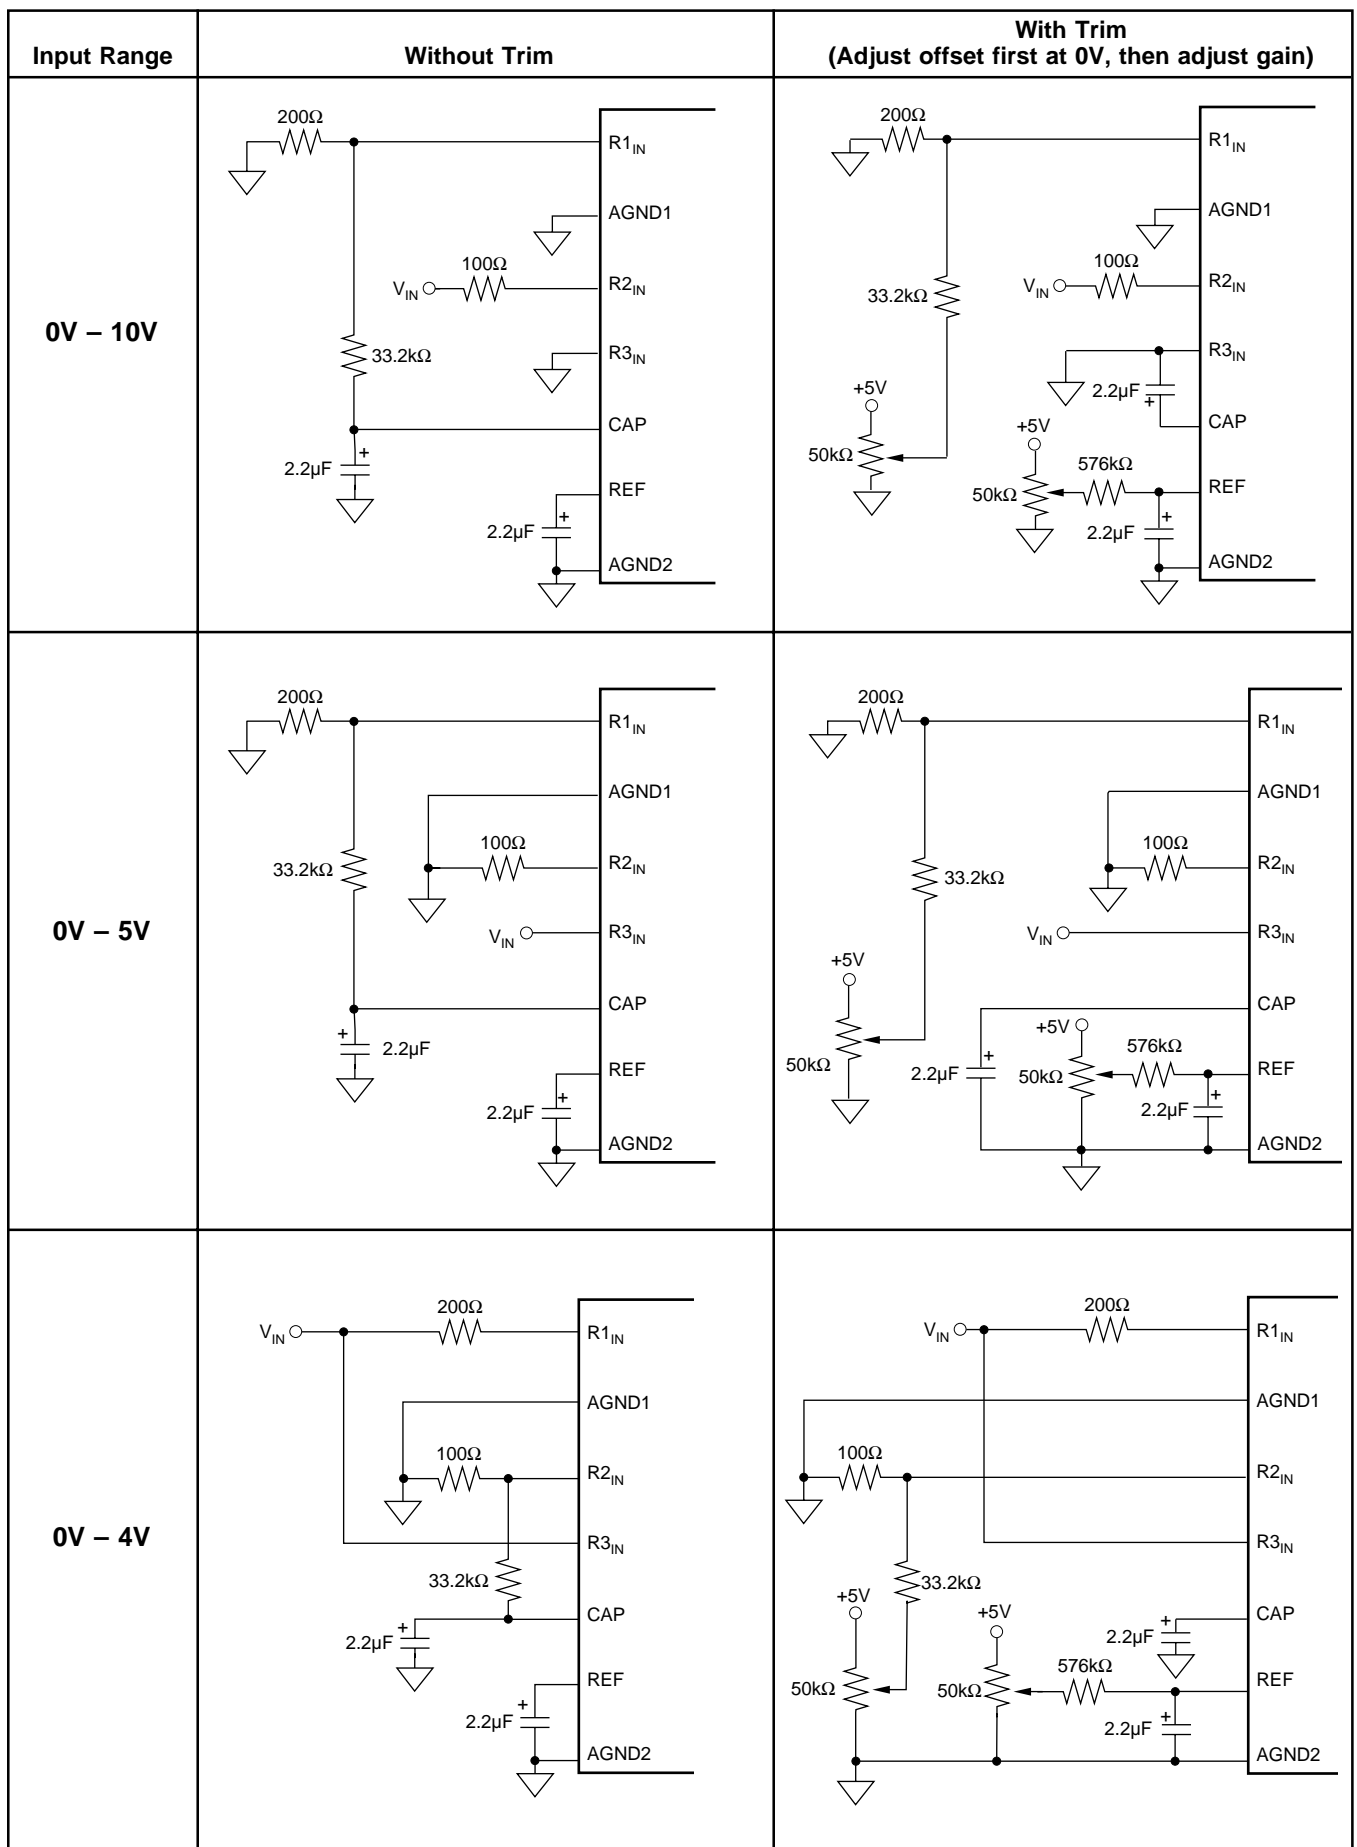 Input Range
Without Trim
With Trim
(Adjust offset first at 0V, then adjust gain)
0V – 10V
200Ω
R1IN
AGND1
100Ω
VIN
R2IN
33.2kΩ
R3IN
CAP
+
2.2µF
REF
+
2.2µF
AGND2
200Ω
R1IN
AGND1
100Ω
VIN
R2IN
33.2kΩ
R3IN
2.2µF
+
CAP
+5V
50kΩ
+5V
576kΩ
50kΩ
REF
+
2.2µF
AGND2
0V – 5V
200Ω
R1IN
AGND1
100Ω
R2IN
33.2kΩ
VIN
R3IN
CAP
+
2.2µF
REF
+
2.2µF
AGND2
200Ω
R1IN
AGND1
100Ω
R2IN
33.2kΩ
VIN
R3IN
+5V
50kΩ
CAP
+
2.2µF
+5V
50kΩ
576kΩ
REF
+
2.2µF
AGND2
0V – 4V
200Ω
VIN
R1IN
AGND1
100Ω
R2IN
R3IN
33.2kΩ
CAP
+
2.2µF
REF
+
2.2µF
AGND2
200Ω
VIN
R1IN
AGND1
100Ω
R2IN
R3IN
33.2kΩ
+5V
50kΩ
+5V
50kΩ
CAP
+
2.2µF
576kΩ
REF
+
2.2µF
AGND2